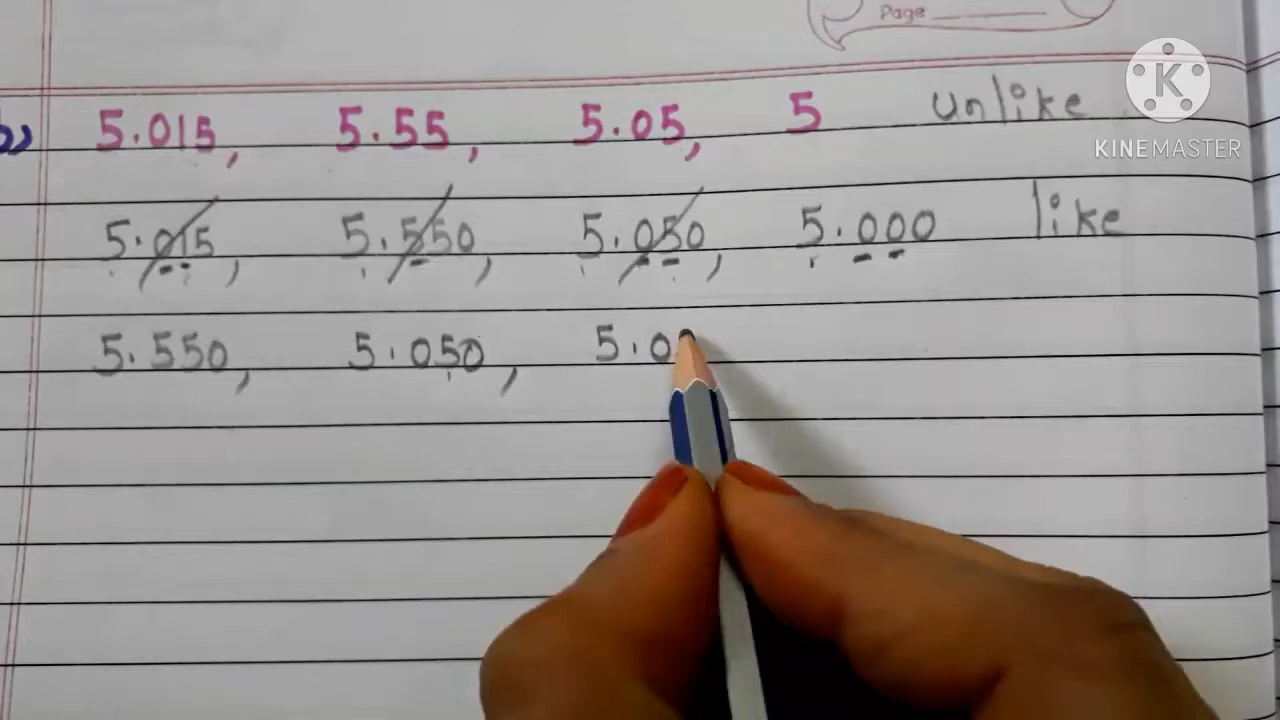 Page
b) 5.015, 5.55, 5.05, 5 unlike
K
KINEMASTER
5.015, 5.550, 5.050, 5.000 like
5.550, 5.050, 5.0